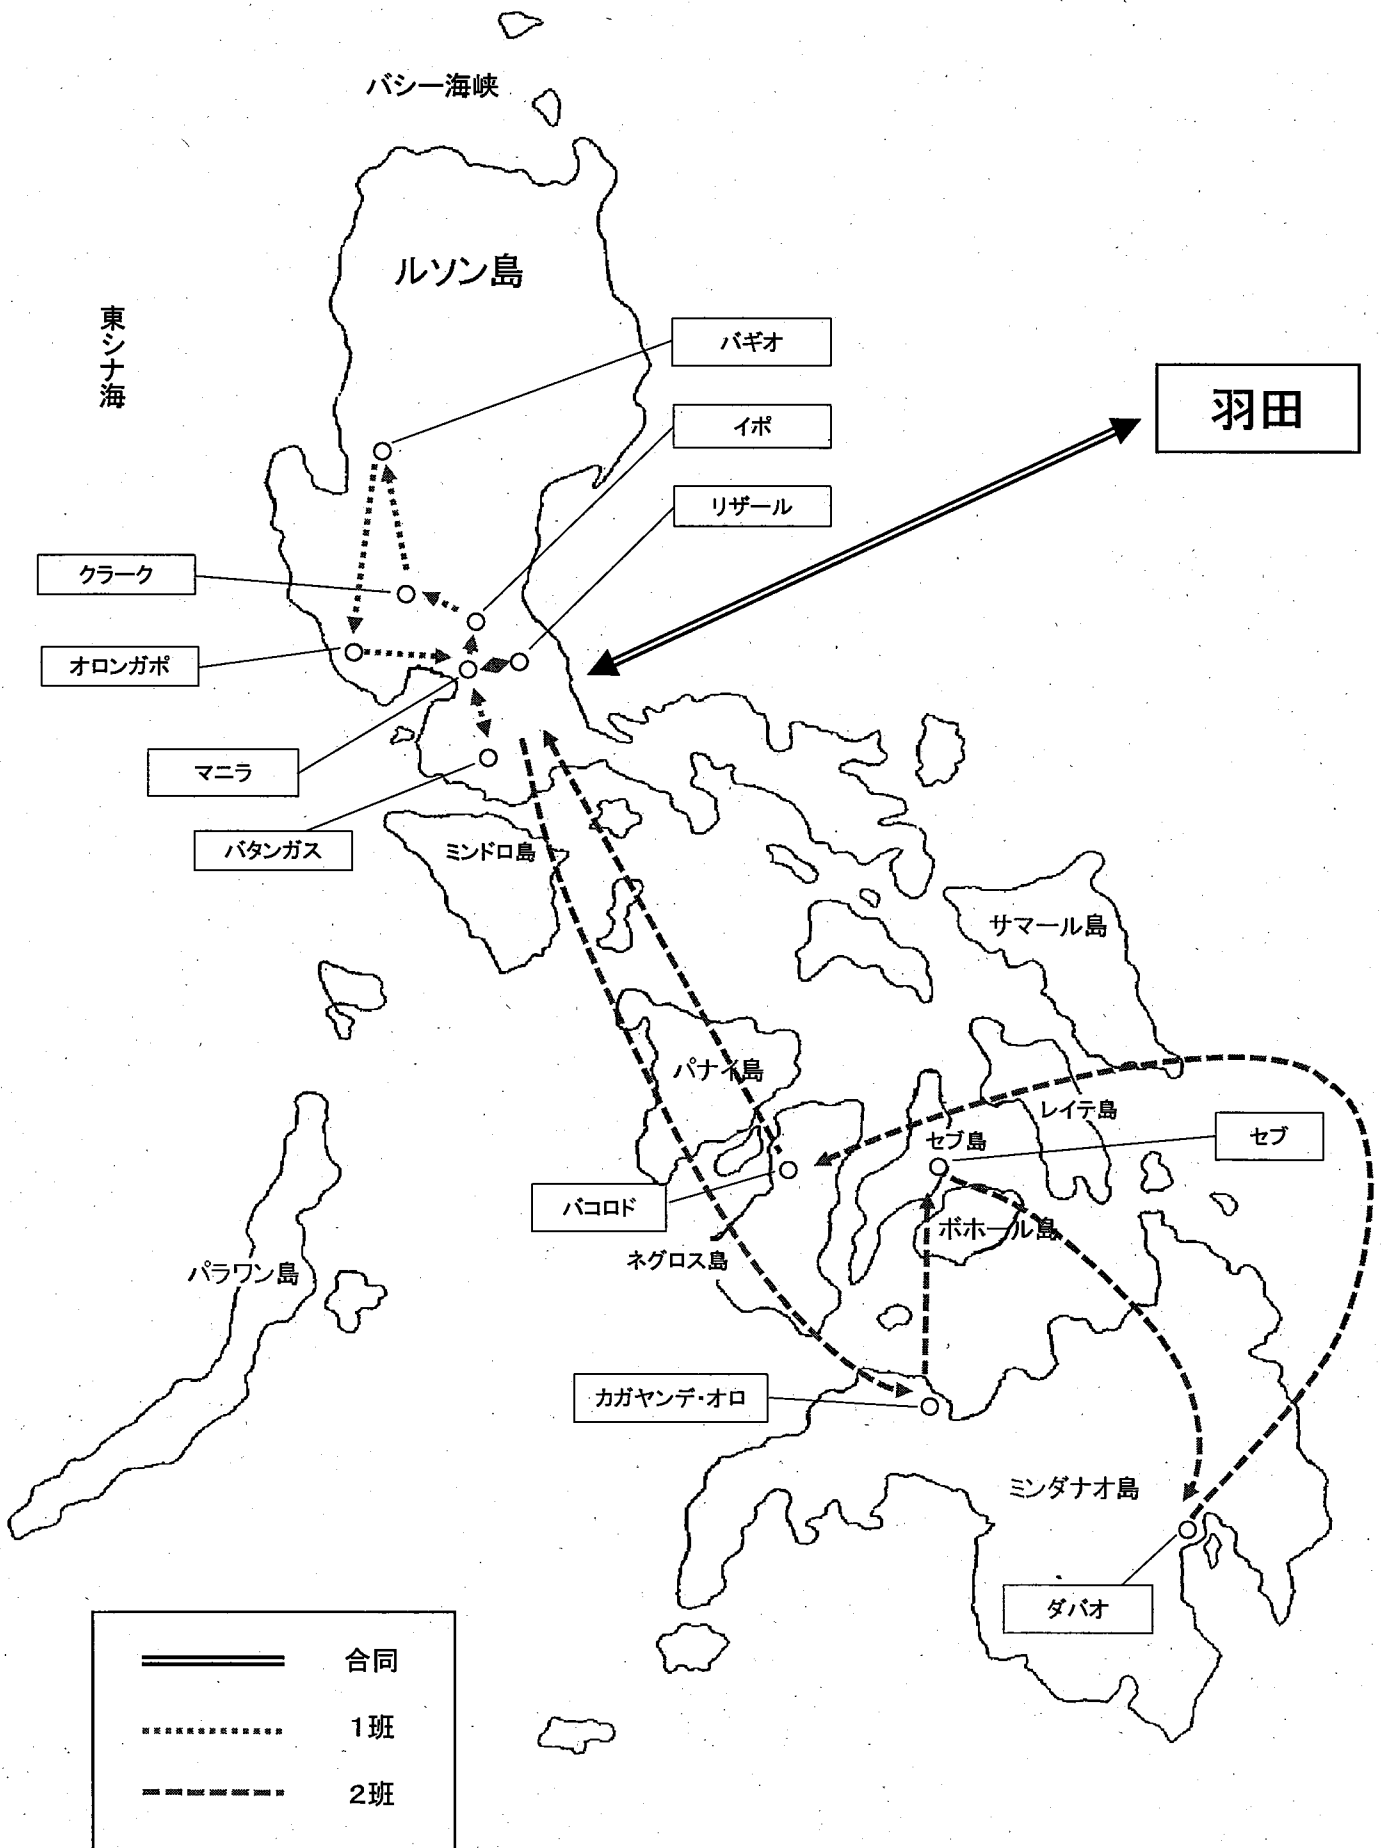 バシー海峡
ルソン島
東シナ海
バギオ
羽田
イポ
リザール
クラーク
オロンガポ
マニラ
バタンガス
ミンドロ島
サマール島
パナイ島
レイテ島
セブ島
セブ
バコロド
ボホール島
ネグロス島
パラワン島
カガヤンデ・オロ
ミンダナオ島
ダバオ
合同
1班
2班